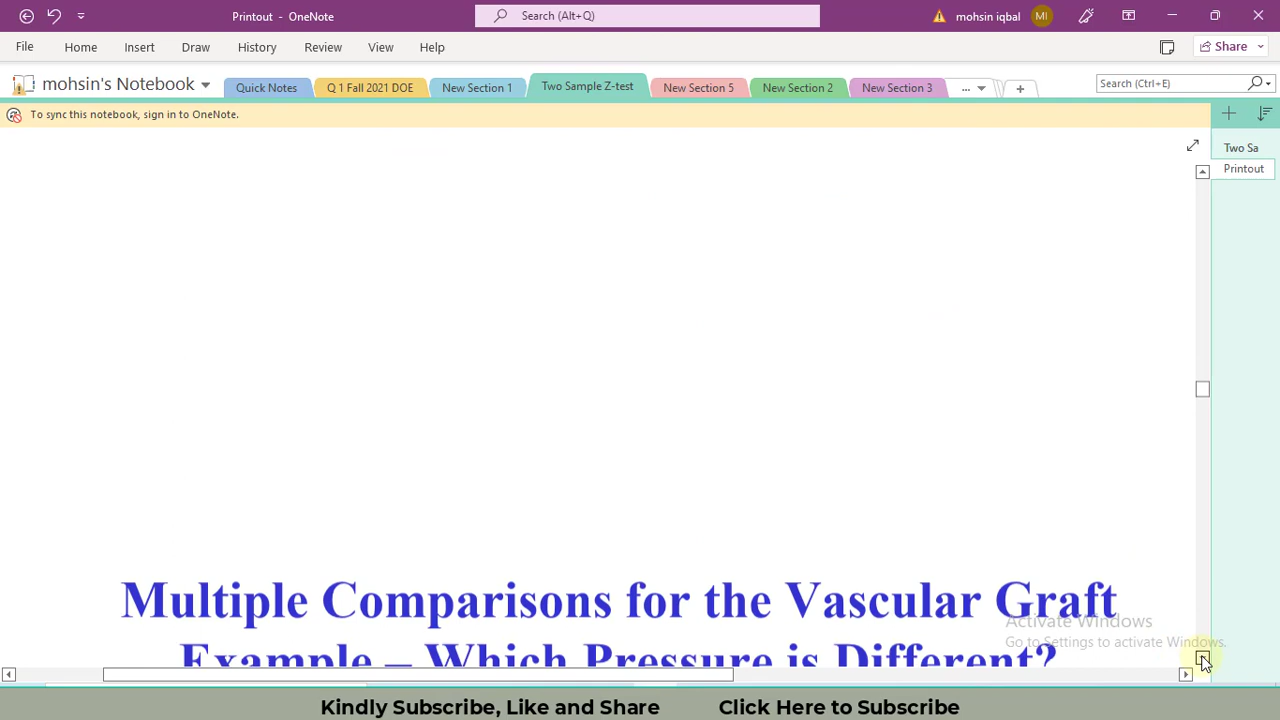 Printout - OneNote
Search (Alt+Q)
mohsin iqbal
MI
File
Home
Insert
Draw
History
Review
View
Help
Share
mohsin's Notebook
Quick Notes
Q 1 Fall 2021 DOE
New Section 1
Two Sample Z-test
New Section 5
New Section 2
New Section 3
...
Search (Ctrl+E)
To sync this notebook, sign in to OneNote.
Two Sa
Printout
Multiple Comparisons for the Vascular Graft
Example – Which Pressure is Different?
Activate Windows
Go to Settings to activate Windows.
Kindly Subscribe, Like and Share
Click Here to Subscribe